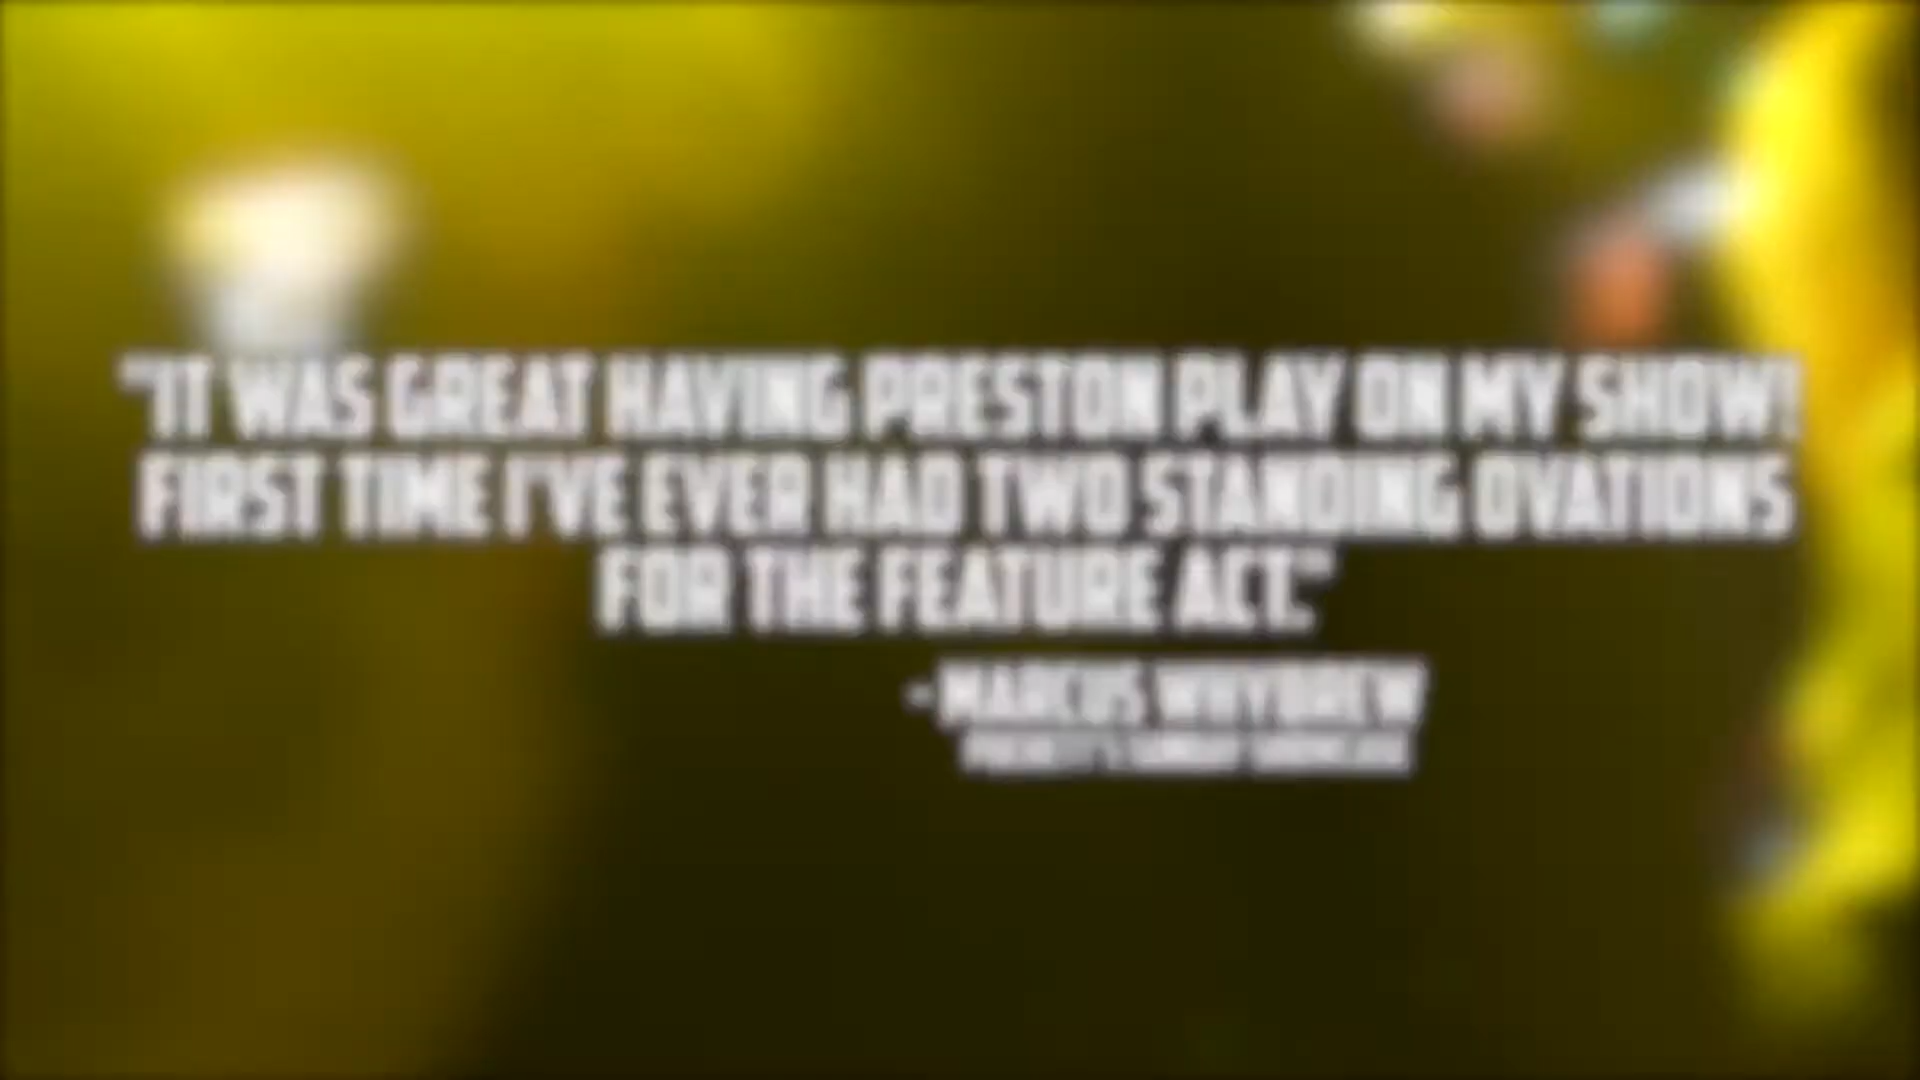 "IT WAS GREAT HAVING PRESTON PLAY ON MY SHOW!
FIRST TIME I'VE EVER HAD TWO STANDING OVATIONS
FOR THE FEATURE ACT."
- MARCUS WHYBREW